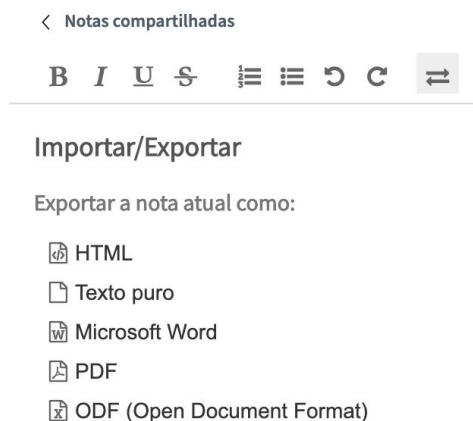 Notas compartilhadas
B I U S
Importar/Exportar
Exportar a nota atual como:
HTML
Texto puro
Microsoft Word
PDF
ODF (Open Document Format)